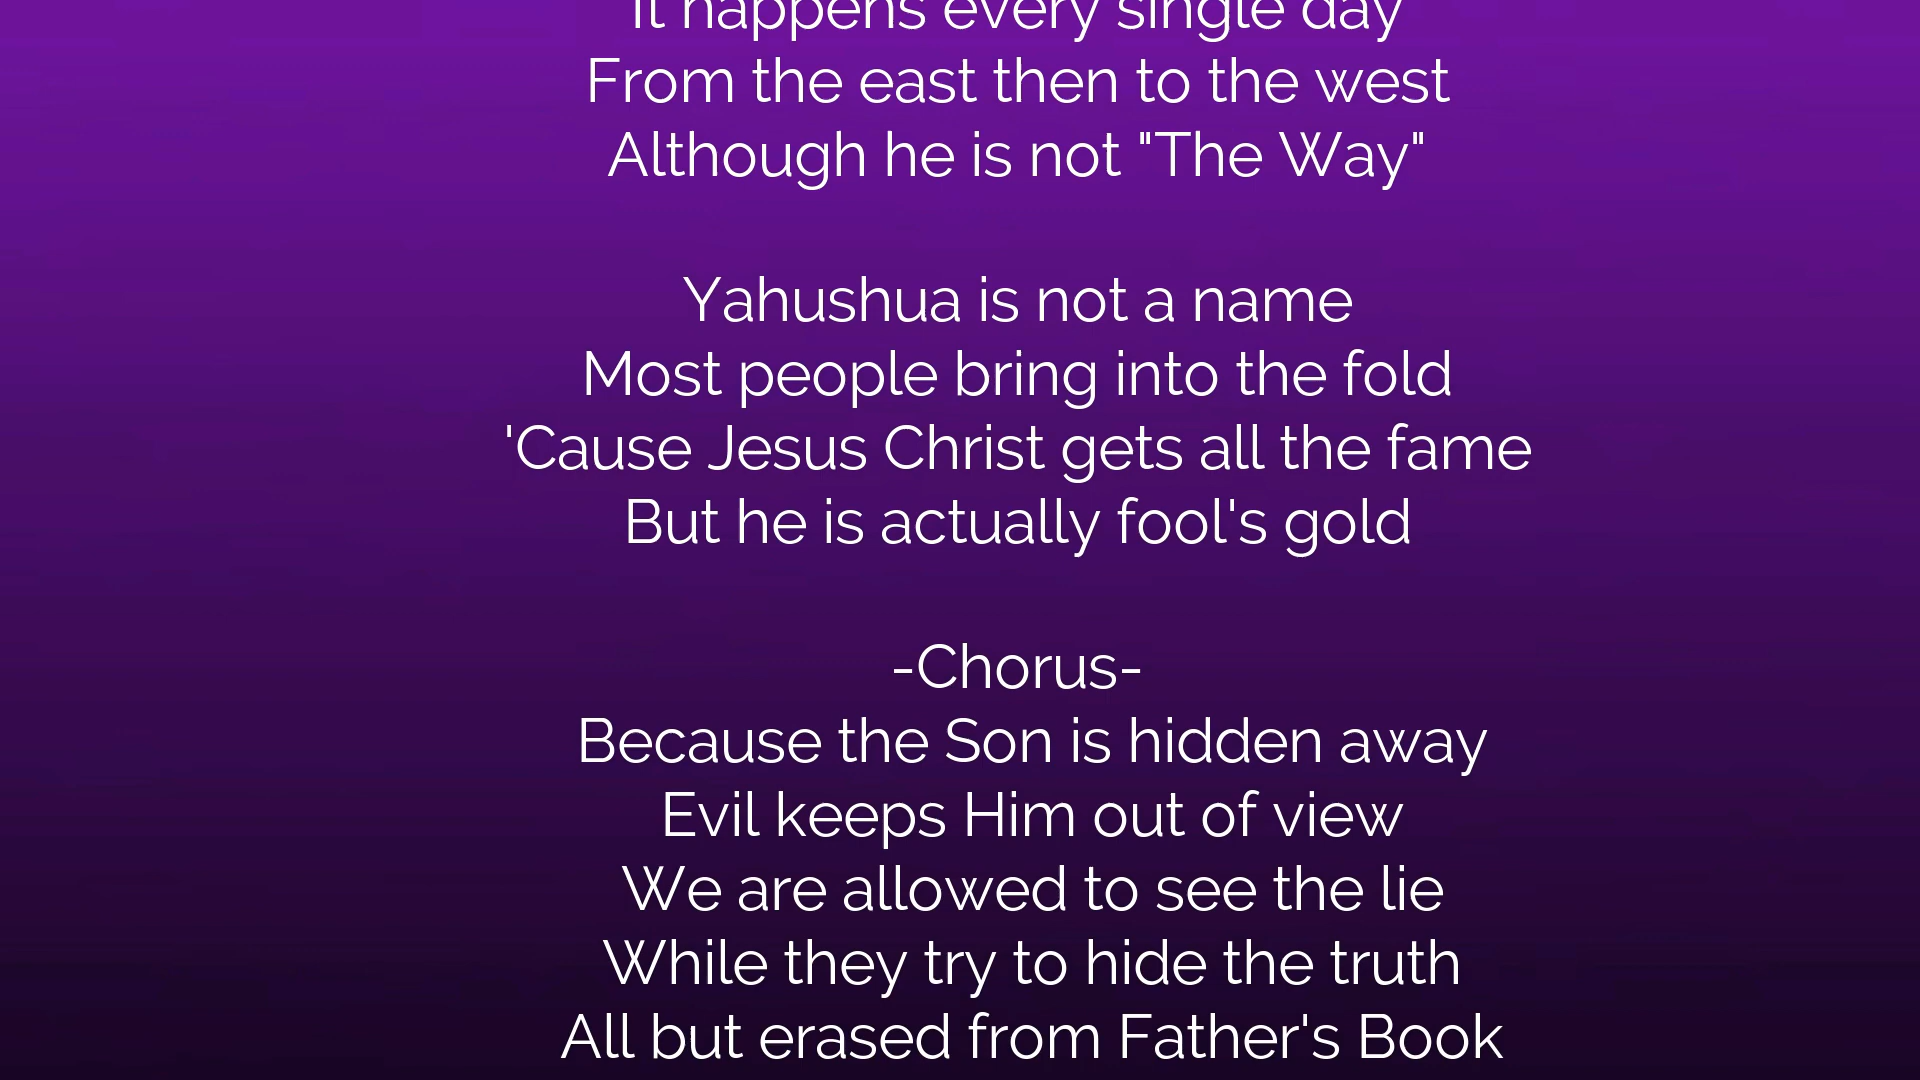 It happens every single day
From the east then to the west
Although he is not "The Way"
Yahushua is not a name
Most people bring into the fold
'Cause Jesus Christ gets all the fame
But he is actually fool's gold
-Chorus-
Because the Son is hidden away
Evil keeps Him out of view
We are allowed to see the lie
While they try to hide the truth
All but erased from Father's Book